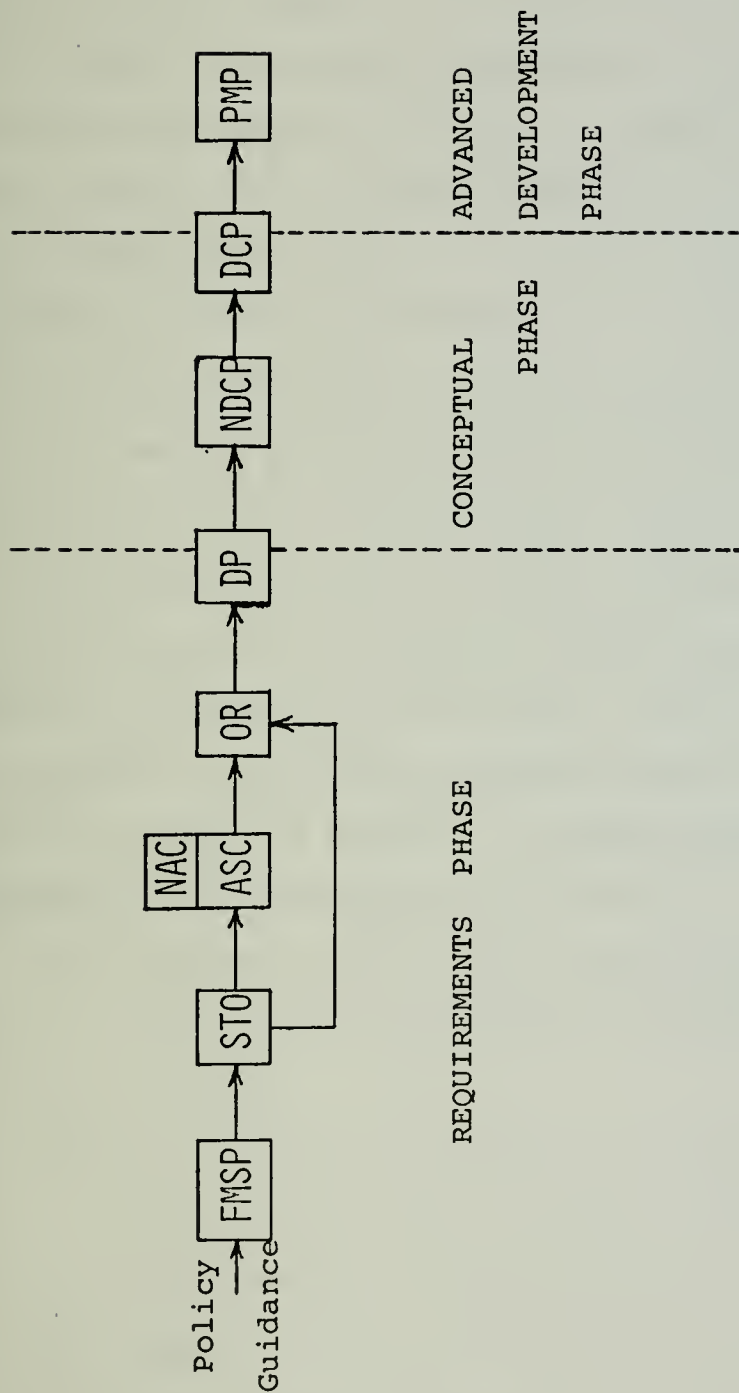 Policy
Guidance
FMSP
STO
NAC
ASC
OR
DP
NDCP
DCP
PMP
REQUIREMENTS PHASE
CONCEPTUAL
PHASE
ADVANCED
DEVELOPMENT
PHASE